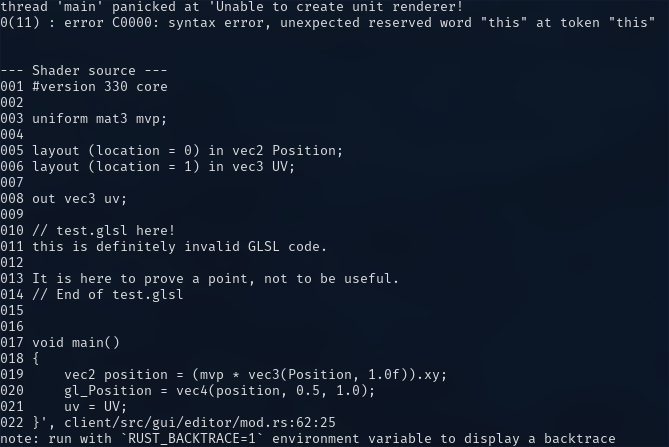 thread 'main' panicked at 'Unable to create unit renderer!
0(11) : error C0000: syntax error, unexpected reserved word "this" at token "this"
--- Shader source ---
001 #version 330 core
002
003 uniform mat3 mvp;
004
005 layout (location = 0) in vec2 Position;
006 layout (location = 1) in vec3 UV;
007
008 out vec3 uv;
009
010 // test.glsl here!
011 this is definitely invalid GLSL code.
012
013 It is here to prove a point, not to be useful.
014 // End of test.glsl
015
016
017 void main()
018 {
019     vec2 position = (mvp * vec3(Position, 1.0f)).xy;
020     gl_Position = vec4(position, 0.5, 1.0);
021     uv = UV;
022 }', client/src/gui/editor/mod.rs:62:25
note: run with `RUST_BACKTRACE=1` environment variable to display a backtrace